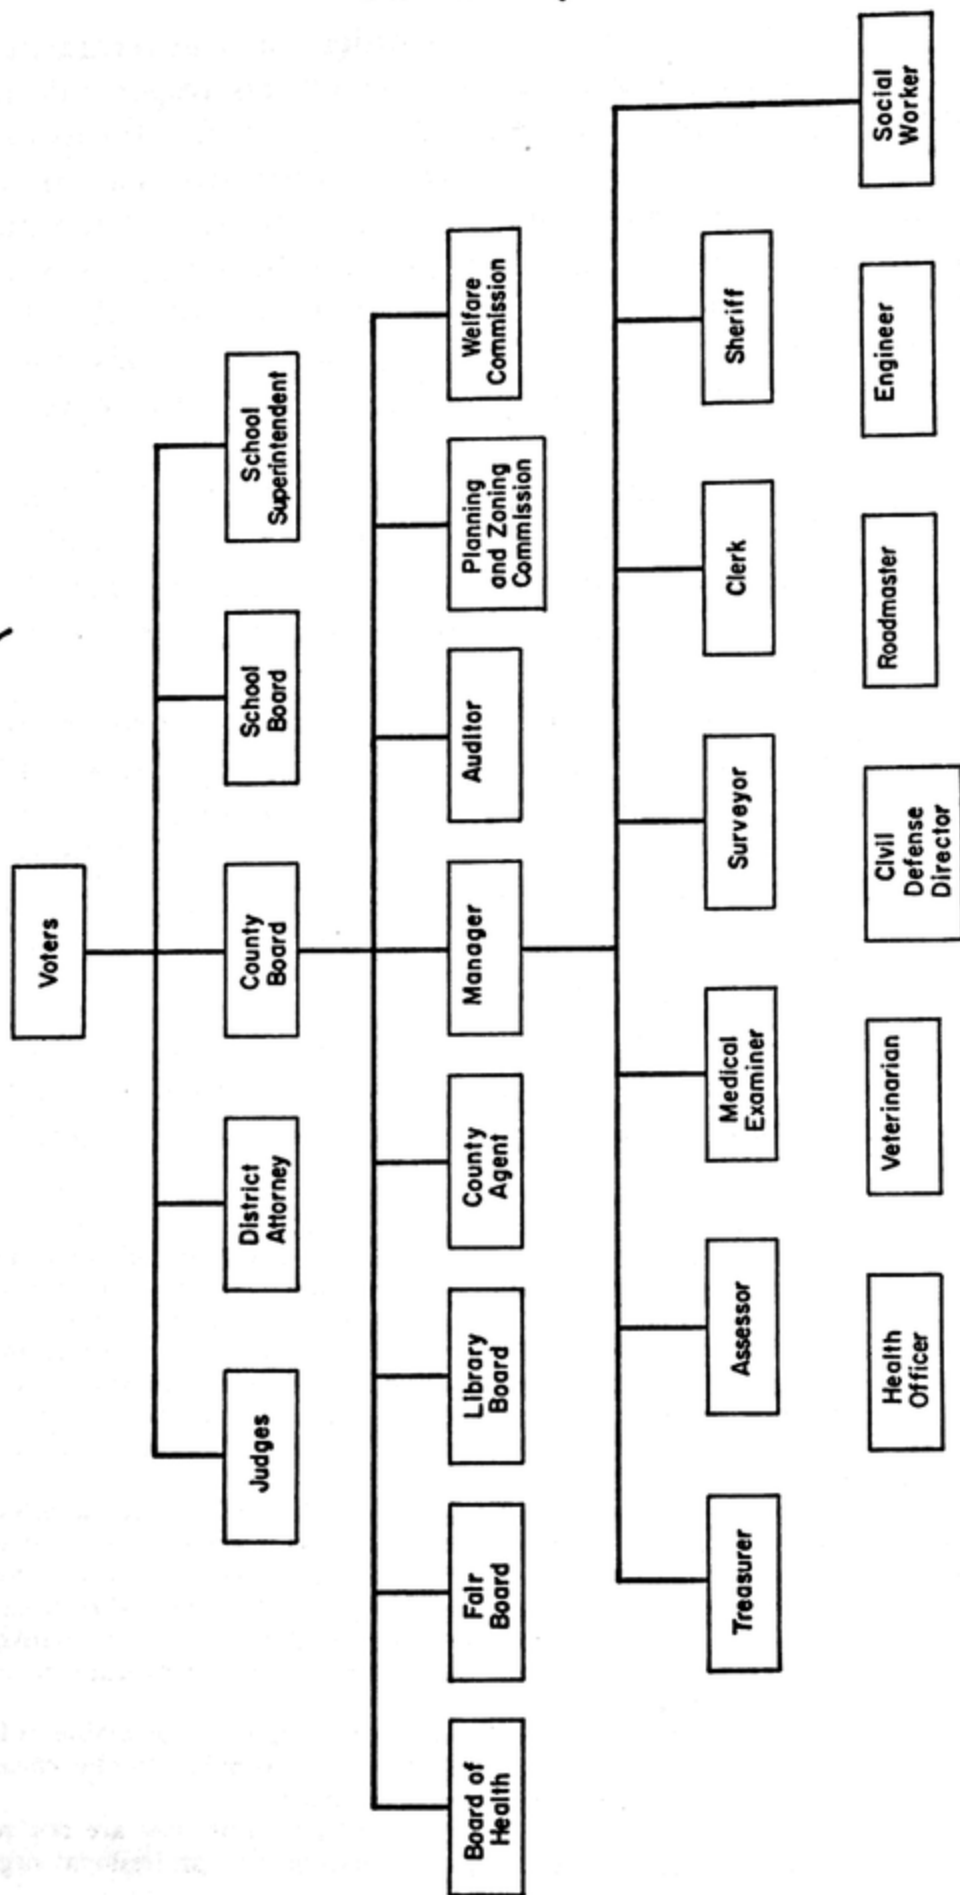 Voters
Judges
District
Attorney
County
Board
School
Board
School
Superintendent
Board of
Health
Fair
Board
Library
Board
County
Agent
Manager
Auditor
Planning
and Zoning
Commission
Welfare
Commission
Treasurer
Assessor
Medical
Examiner
Surveyor
Clerk
Sheriff
Health
Officer
Veterinarian
Civil
Defense
Director
Roadmaster
Engineer
Social
Worker